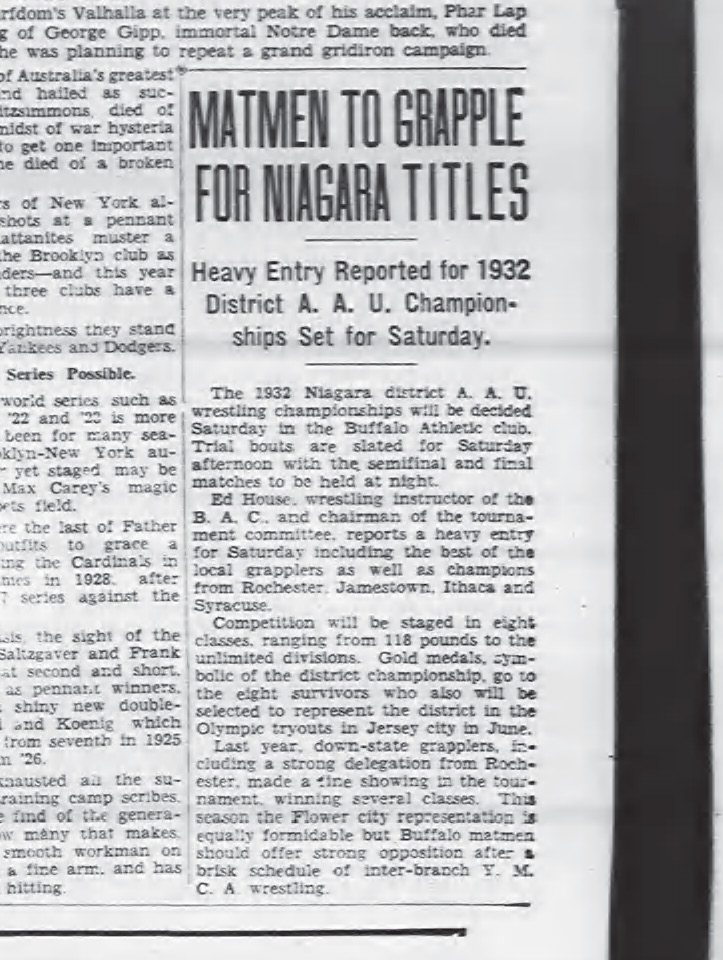 rfdom's Valhalla at the very peak of his acclaim, Phar Lap
g of George Gipp, immortal Notre Dame back, who died
he was planning to repeat a grand gridiron campaign.
of Australia's greatest
nd hailed as suc-
itzsimmons, died of
midst of war hysteria
to get one important
he died of a broken
rs of New York al-
shots at a pennant
attanites muster a
the Brooklyn club as
ders—and this year
three clubs have a
nce.
brightness they stand
Yankees and Dodgers.
Series Possible.
world series such as
'22 and '23 is more
been for many sea-
oklyn-New York au-
yet staged may be
Max Carey's magic
ets field.
re the last of Father
outfits to grace a
ing the Cardinals in
in 1928, after
series against the
sis, the sight of the
Saltzgaver and Frank
at second and short,
as pennant winners.
shiny new double-
and Koenig which
from seventh in 1925
n '26.
xhausted all the su-
raining camp scribes.
e find of the genera-
ow many that makes.
smooth workman on
a fine arm, and has
hitting.
MATMEN TO GRAPPLE
FOR NIAGARA TITLES
Heavy Entry Reported for 1932
District A. A. U. Champion-
ships Set for Saturday.
The 1932 Niagara district A. A. U.
wrestling championships will be decided
Saturday in the Buffalo Athletic club.
Trial bouts are slated for Saturday
afternoon with the semifinal and final
matches to be held at night.
Ed House, wrestling instructor of the
B. A. C. and chairman of the tourna-
ment committee, reports a heavy entry
for Saturday including the best of the
local grapplers as well as champions
from Rochester, Jamestown, Ithaca and
Syracuse.
Competition will be staged in eight
classes, ranging from 118 pounds to the
unlimited divisions. Gold medals, sym-
bolic of the district championship, go to
the eight survivors who also will be
selected to represent the district in the
Olympic tryouts in Jersey city in June.
Last year, down-state grapplers, in-
cluding a strong delegation from Roch-
ester, made a fine showing in the tour-
nament, winning several classes. This
season the Flower city representation is
equally formidable but Buffalo matmen
should offer strong opposition after a
brisk schedule of inter-branch Y. M.
C. A. wrestling.